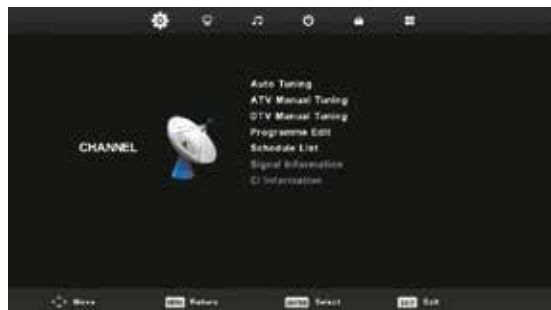 Auto Tuning
ATV Manual Tuning
DTV Manual Tuning
Programme Edit
CHANNEL
Schedule List
Signal Information
CI Information
Move MENU Return ENTER Select EXIT Exit